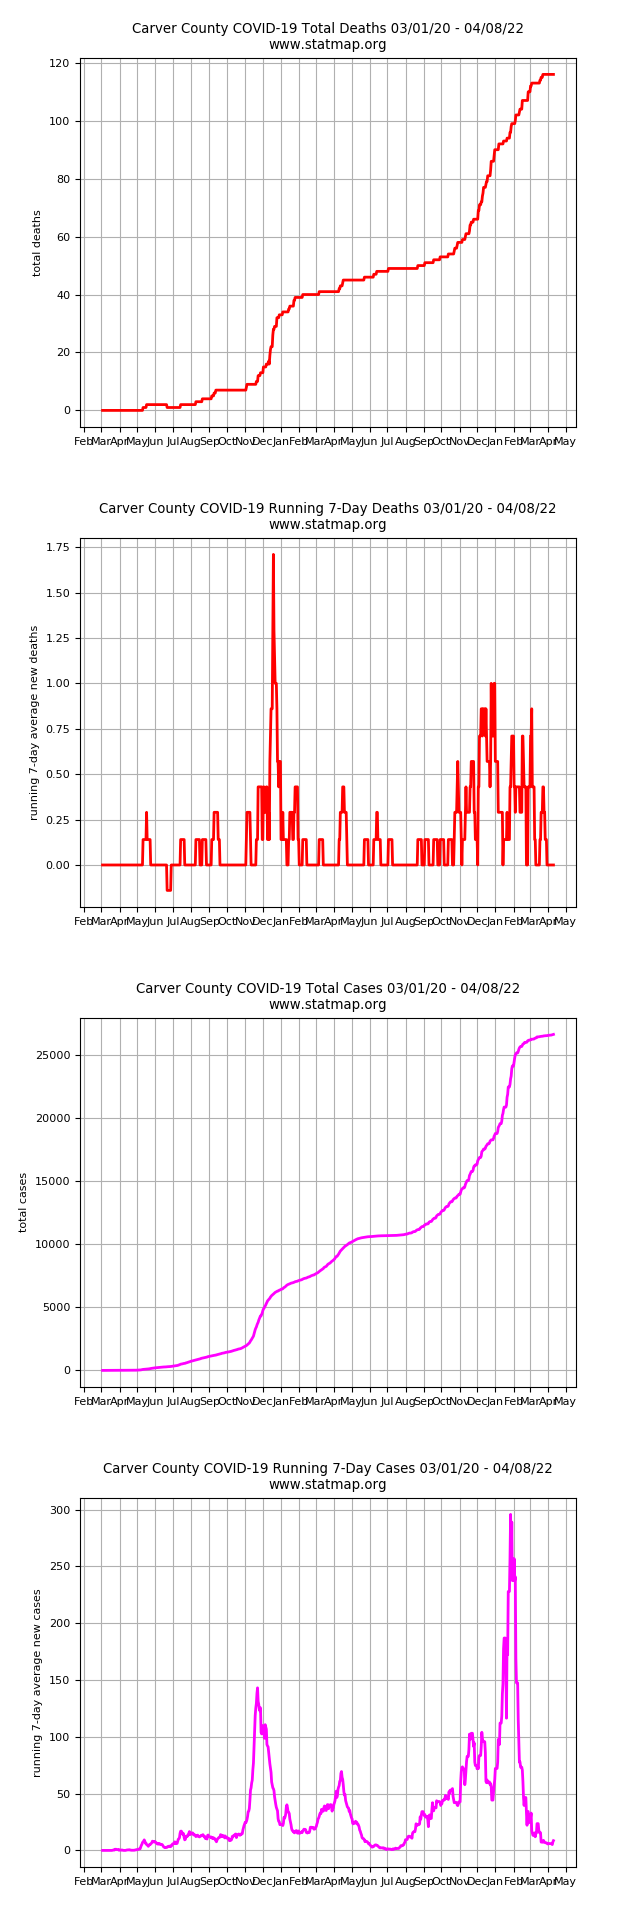 Carver County COVID-19 Total Deaths 03/01/20 - 04/08/22
www.statmap.org
120
100
80
60
40
20
0
total deaths
Feb Mar Apr May Jun Jul Aug Sep Oct Nov Dec Jan Feb Mar Apr May Jun Jul Aug Sep Oct Nov Dec Jan Feb Mar Apr May
Carver County COVID-19 Running 7-Day Deaths 03/01/20 - 04/08/22
www.statmap.org
1.75
1.50
1.25
1.00
0.75
0.50
0.25
0.00
running 7-day average new deaths
Feb Mar Apr May Jun Jul Aug Sep Oct Nov Dec Jan Feb Mar Apr May Jun Jul Aug Sep Oct Nov Dec Jan Feb Mar Apr May
Carver County COVID-19 Total Cases 03/01/20 - 04/08/22
www.statmap.org
25000
20000
15000
10000
5000
0
total cases
Feb Mar Apr May Jun Jul Aug Sep Oct Nov Dec Jan Feb Mar Apr May Jun Jul Aug Sep Oct Nov Dec Jan Feb Mar Apr May
Carver County COVID-19 Running 7-Day Cases 03/01/20 - 04/08/22
www.statmap.org
300
250
200
150
100
50
0
running 7-day average new cases
Feb Mar Apr May Jun Jul Aug Sep Oct Nov Dec Jan Feb Mar Apr May Jun Jul Aug Sep Oct Nov Dec Jan Feb Mar Apr May